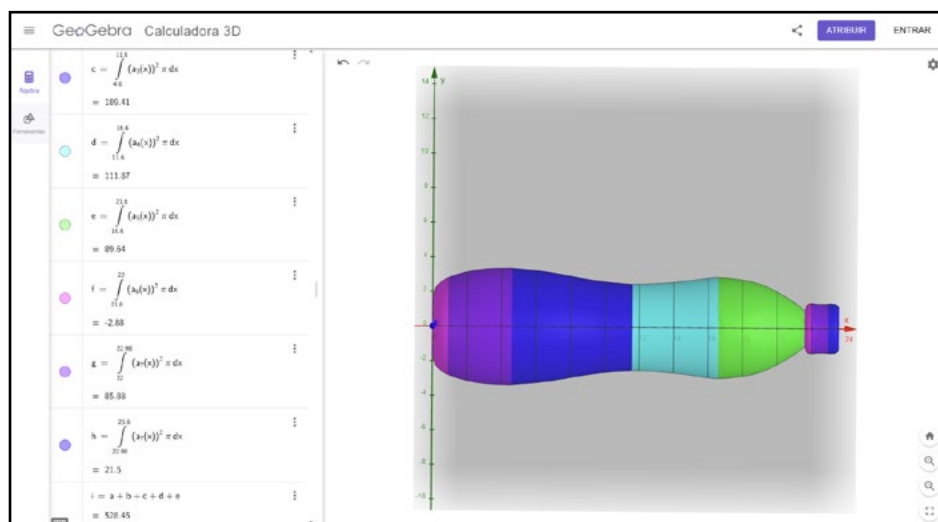 GeoGebra Calculadora 3D
ATRIBUIR
ENTRAR
Álgebra
Ferramentas
c = ∫ (a₃(x))² π dx
= 189.41
d = ∫ (a₄(x))² π dx
= 111.87
e = ∫ (a₅(x))² π dx
= 89.64
f = ∫ (a₆(x))² π dx
= -2.88
g = ∫ (a₇(x))² π dx
= 85.88
h = ∫ (a₇(x))² π dx
= 21.5
i = a + b + c + d + e
= 528.45
y
14
12
10
8
6
4
2
0
-2
-4
-6
-8
-10
x
24